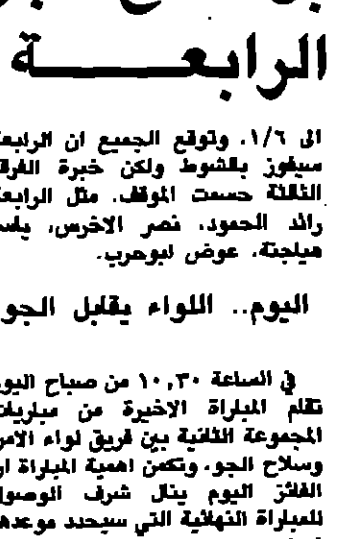 الرابعـــــة
الى ١/٦. وتوقع الجميع ان الرابعة
سيفوز بالشوط ولكن خبرة الفرقة
الثالثة حسمت الموقف. مثل الرابعة
رائد الحمود، نصر الاخرس، ياسر
هياجنة، عوض ابوحرب.
اليوم.. اللواء يقابل الجو
في الساعة ١٠,٣٠ من صباح اليوم
تقام المباراة الاخيرة من مباريات
المجموعة الثانية بين فريق لواء الامن
وسلاح الجو. وتكمن اهمية المباراة ان
الفائز اليوم ينال شرف الوصول
للمباراة النهائية التي سيحدد موعدها